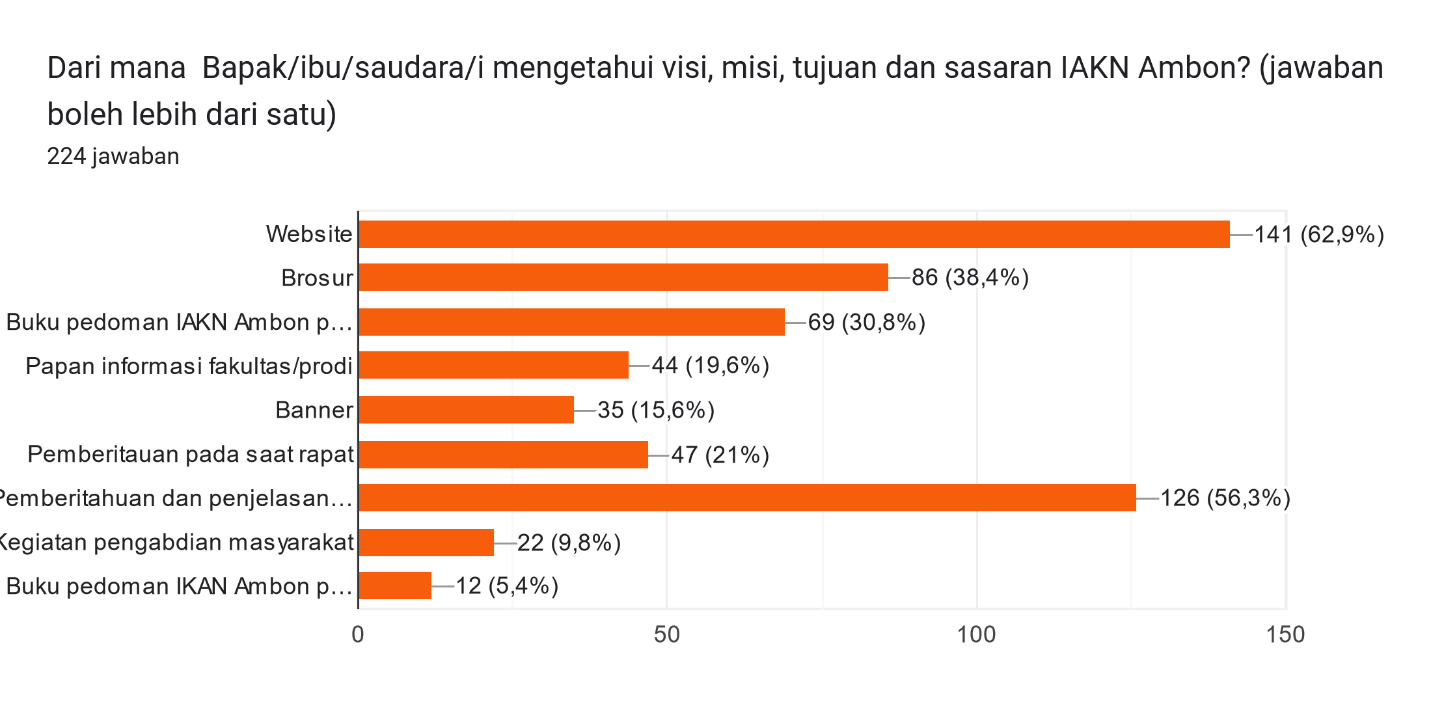 Dari mana  Bapak/ibu/saudara/i mengetahui visi, misi, tujuan dan sasaran IAKN Ambon? (jawaban
boleh lebih dari satu)
224 jawaban
Website 141 (62,9%)
Brosur 86 (38,4%)
Buku pedoman IAKN Ambon p… 69 (30,8%)
Papan informasi fakultas/prodi 44 (19,6%)
Banner 35 (15,6%)
Pemberitauan pada saat rapat 47 (21%)
Pemberitahuan dan penjelasan… 126 (56,3%)
Kegiatan pengabdian masyarakat 22 (9,8%)
Buku pedoman IKAN Ambon p… 12 (5,4%)
0 50 100 150